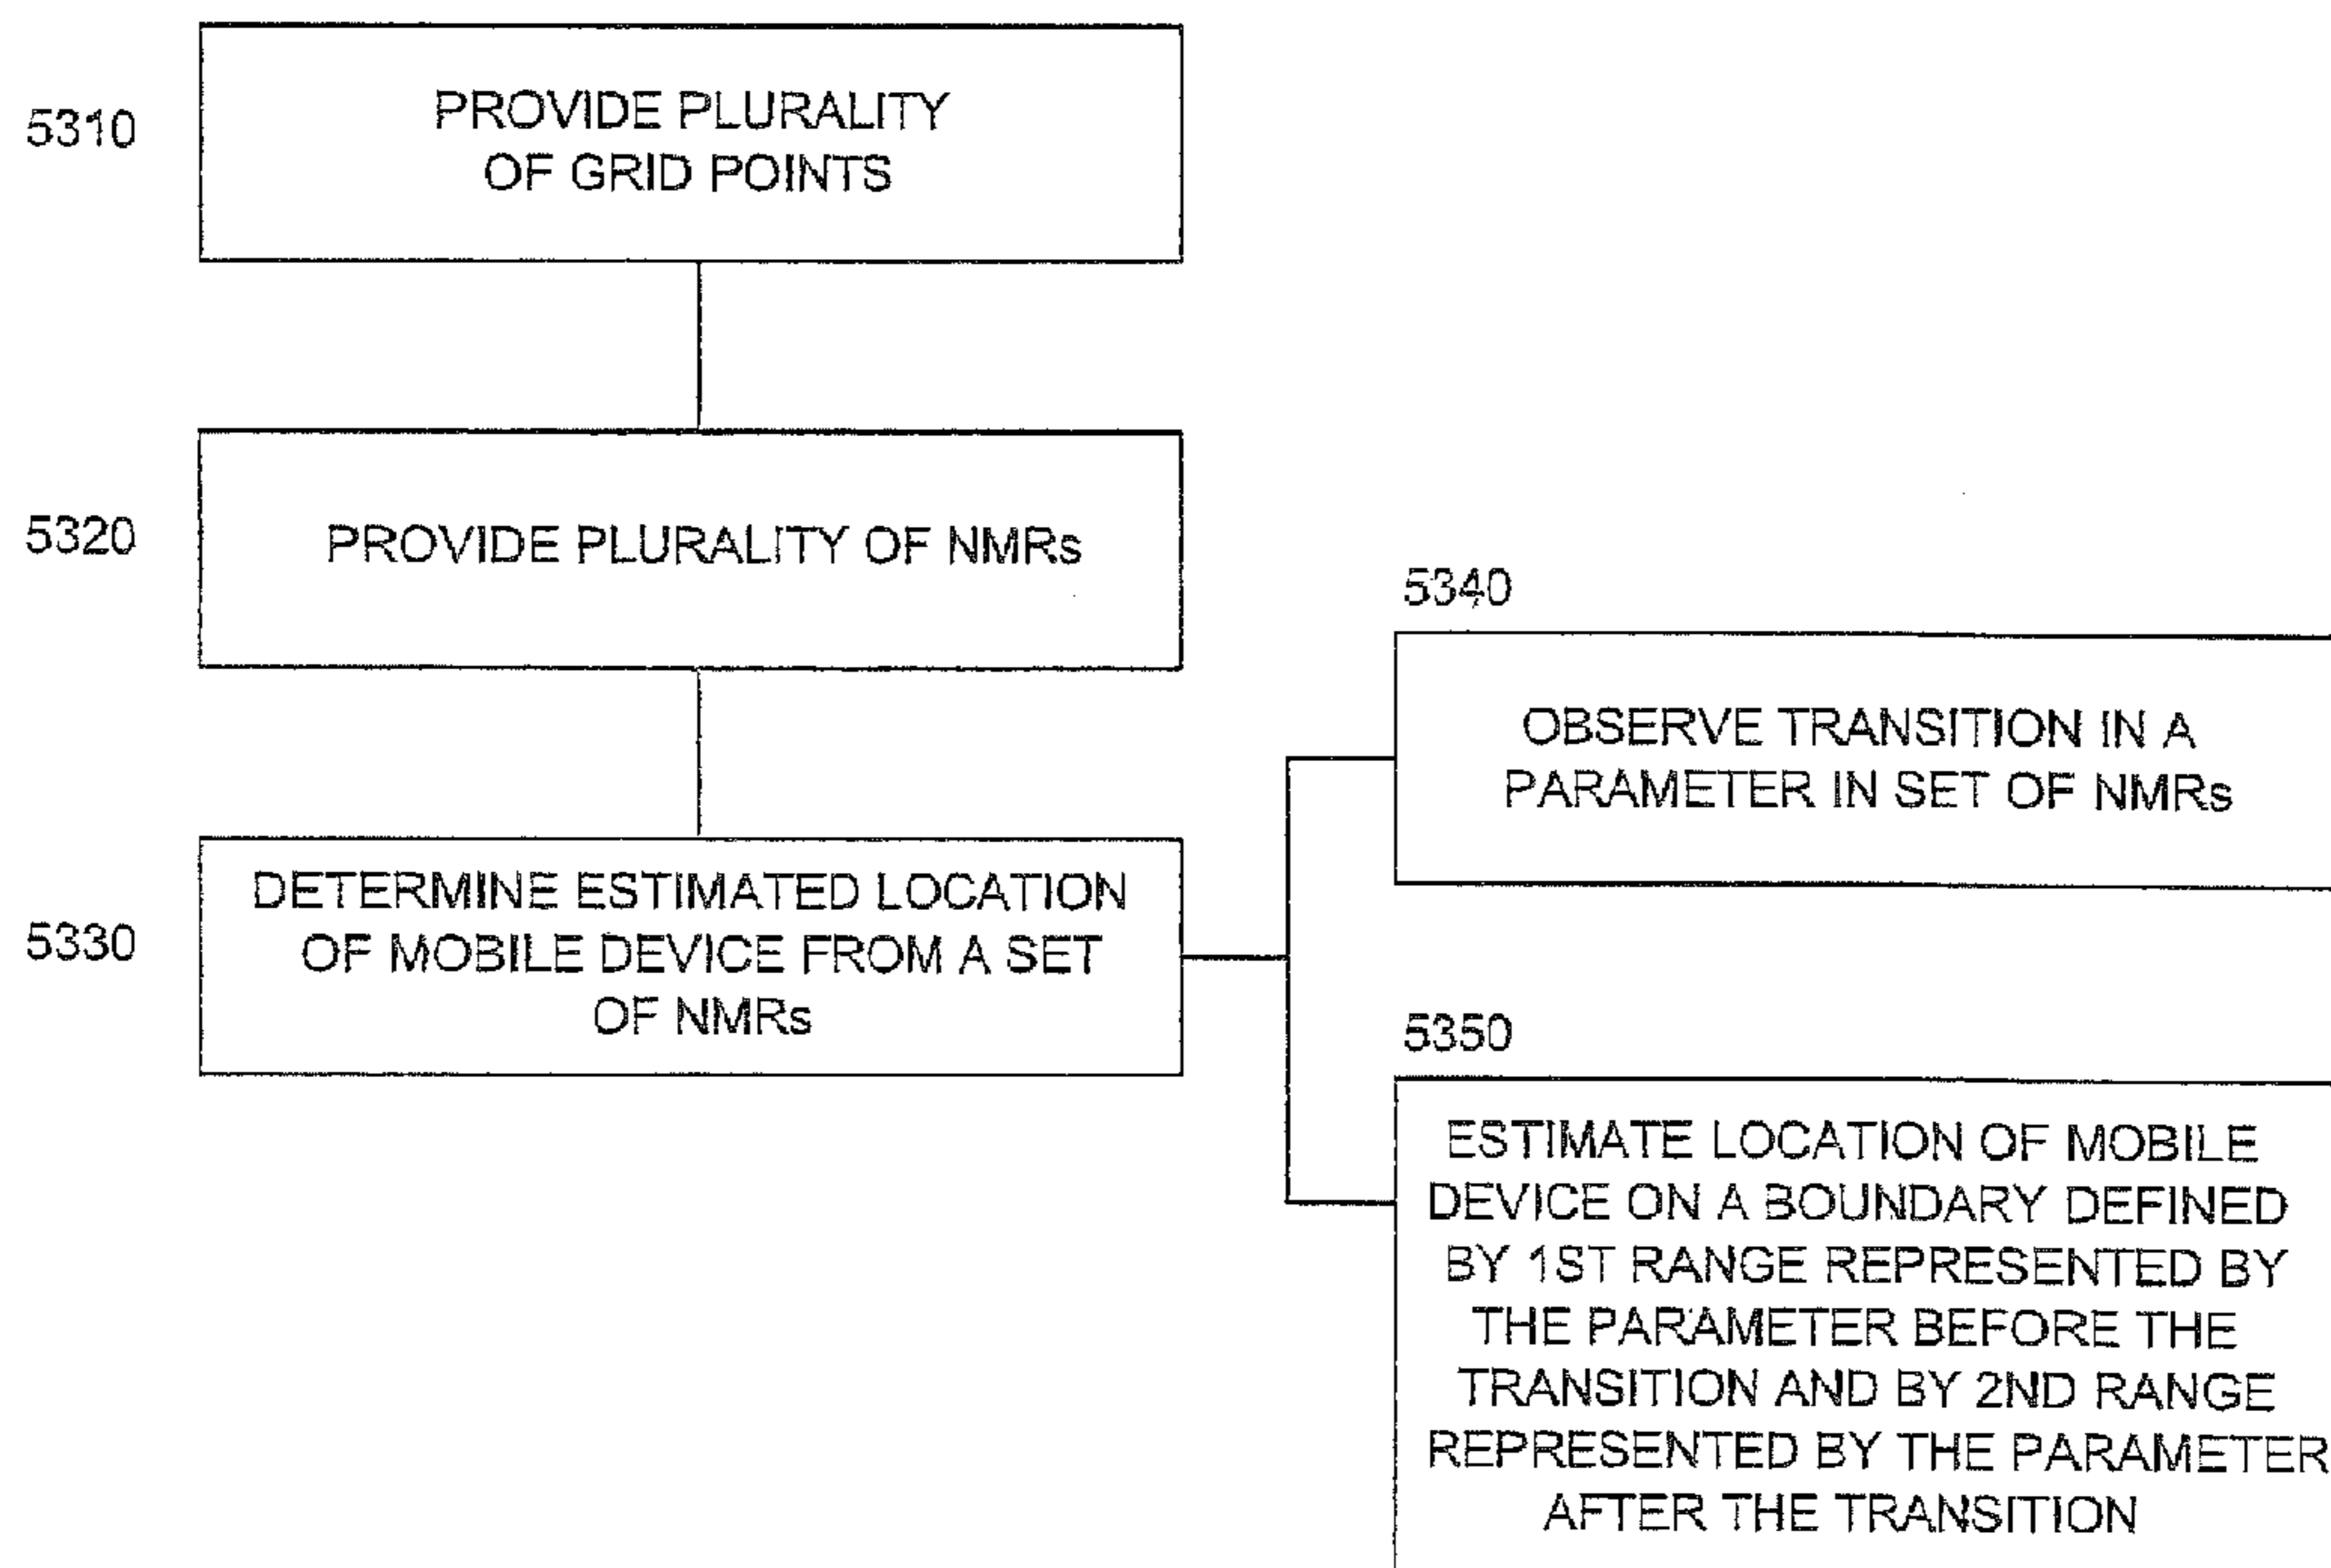 5310
PROVIDE PLURALITY
OF GRID POINTS
5320
PROVIDE PLURALITY OF NMRs
5330
DETERMINE ESTIMATED LOCATION
OF MOBILE DEVICE FROM A SET
OF NMRs
5340
OBSERVE TRANSITION IN A
PARAMETER IN SET OF NMRs
5350
ESTIMATE LOCATION OF MOBILE
DEVICE ON A BOUNDARY DEFINED
BY 1ST RANGE REPRESENTED BY
THE PARAMETER BEFORE THE
TRANSITION AND BY 2ND RANGE
REPRESENTED BY THE PARAMETER
AFTER THE TRANSITION